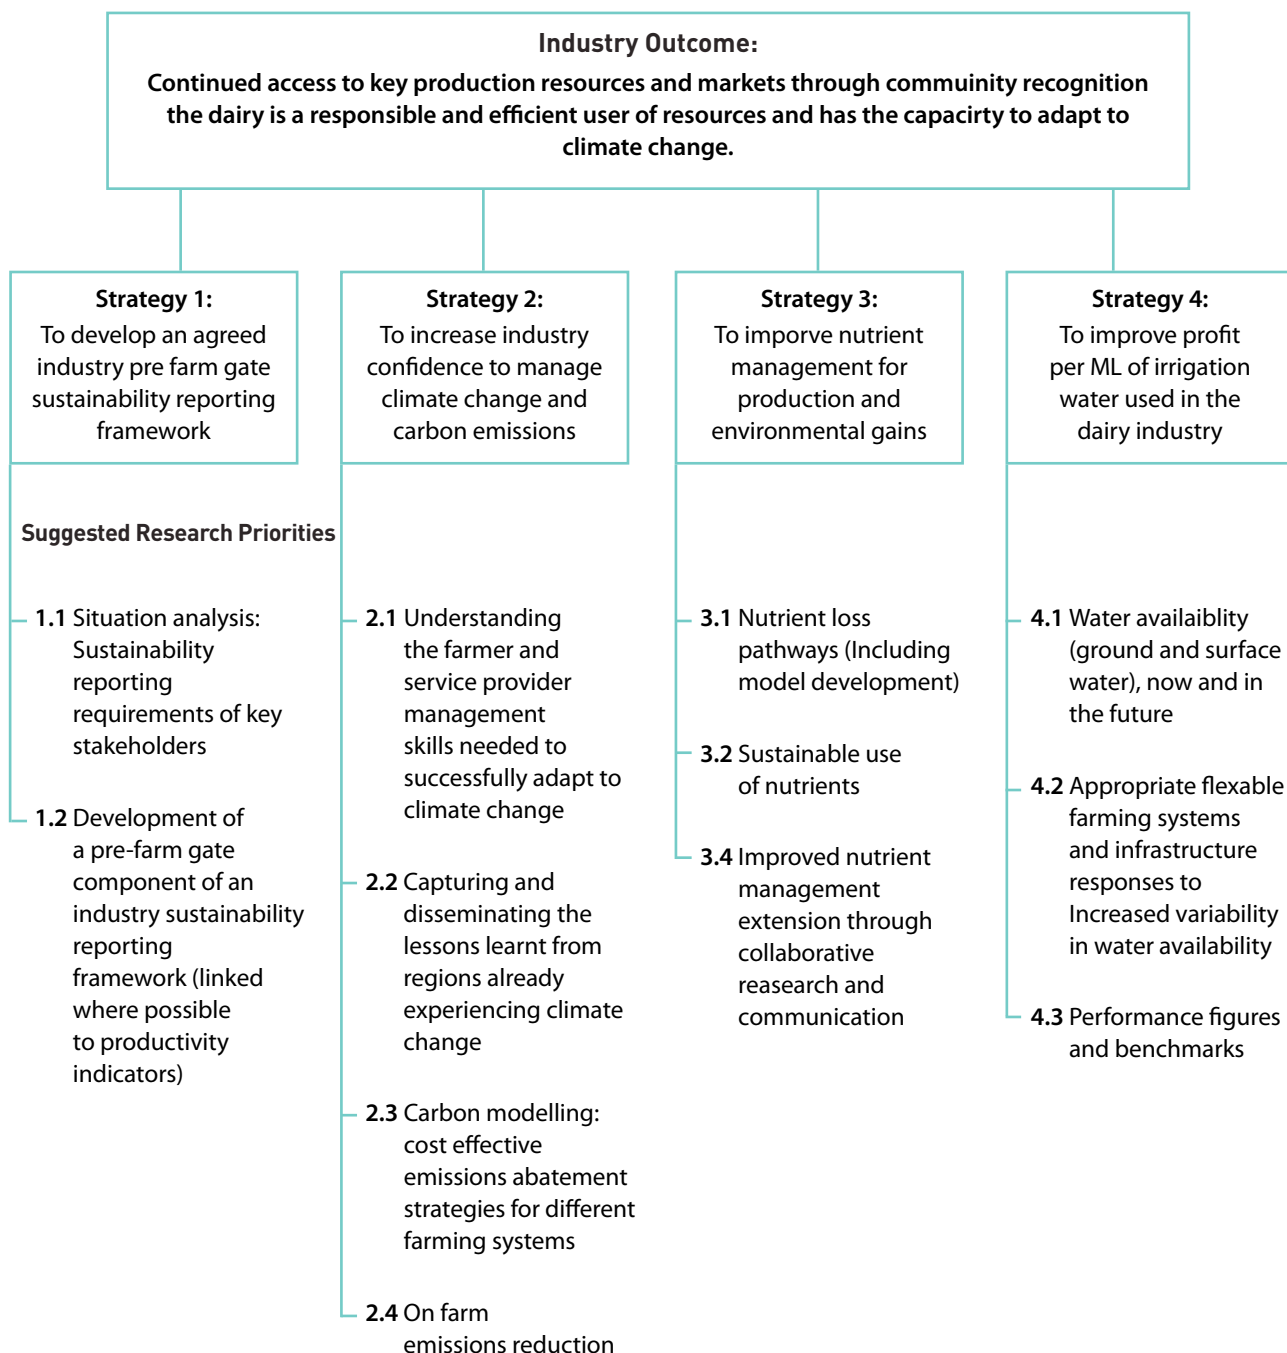 Industry Outcome:
Continued access to key production resources and markets through commuinity recognition
the dairy is a responsible and efficient user of resources and has the capacirty to adapt to
climate change.
Strategy 1:
To develop an agreed
industry pre farm gate
sustainability reporting
framework
Strategy 2:
To increase industry
confidence to manage
climate change and
carbon emissions
Strategy 3:
To imporve nutrient
management for
production and
environmental gains
Strategy 4:
To improve profit
per ML of irrigation
water used in the
dairy industry
Suggested Research Priorities
1.1 Situation analysis:
Sustainability
reporting
requirements of key
stakeholders
1.2 Development of
a pre-farm gate
component of an
industry sustainability
reporting
framework (linked
where possible
to productivity
indicators)
2.1 Understanding
the farmer and
service provider
management
skills needed to
successfully adapt to
climate change
2.2 Capturing and
disseminating the
lessons learnt from
regions already
experiencing climate
change
2.3 Carbon modelling:
cost effective
emissions abatement
strategies for different
farming systems
2.4 On farm
emissions reduction
3.1 Nutrient loss
pathways (Including
model development)
3.2 Sustainable use
of nutrients
3.4 Improved nutrient
management
extension through
collaborative
reasearch and
communication
4.1 Water availaiblity
(ground and surface
water), now and in
the future
4.2 Appropriate flexable
farming systems
and infrastructure
responses to
Increased variability
in water availability
4.3 Performance figures
and benchmarks